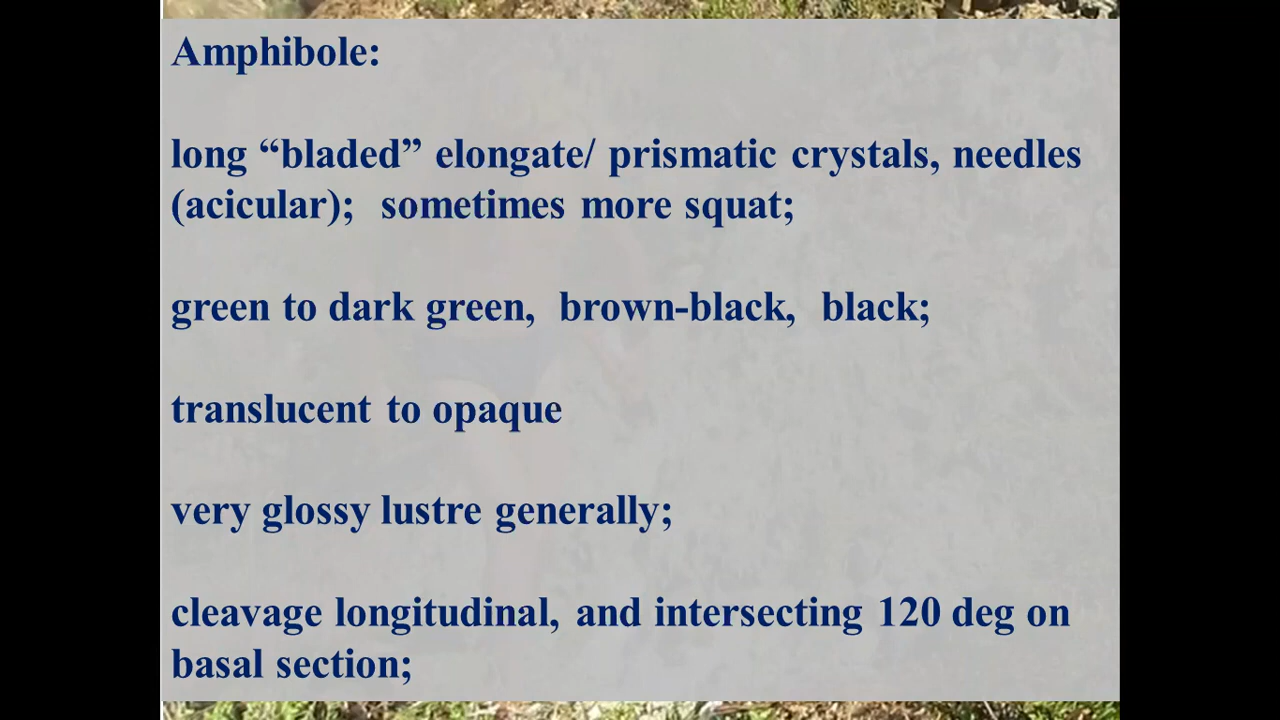 Amphibole:
long “bladed” elongate/ prismatic crystals, needles
(acicular);  sometimes more squat;
green to dark green,  brown-black,  black;
translucent to opaque
very glossy lustre generally;
cleavage longitudinal, and intersecting 120 deg on
basal section;